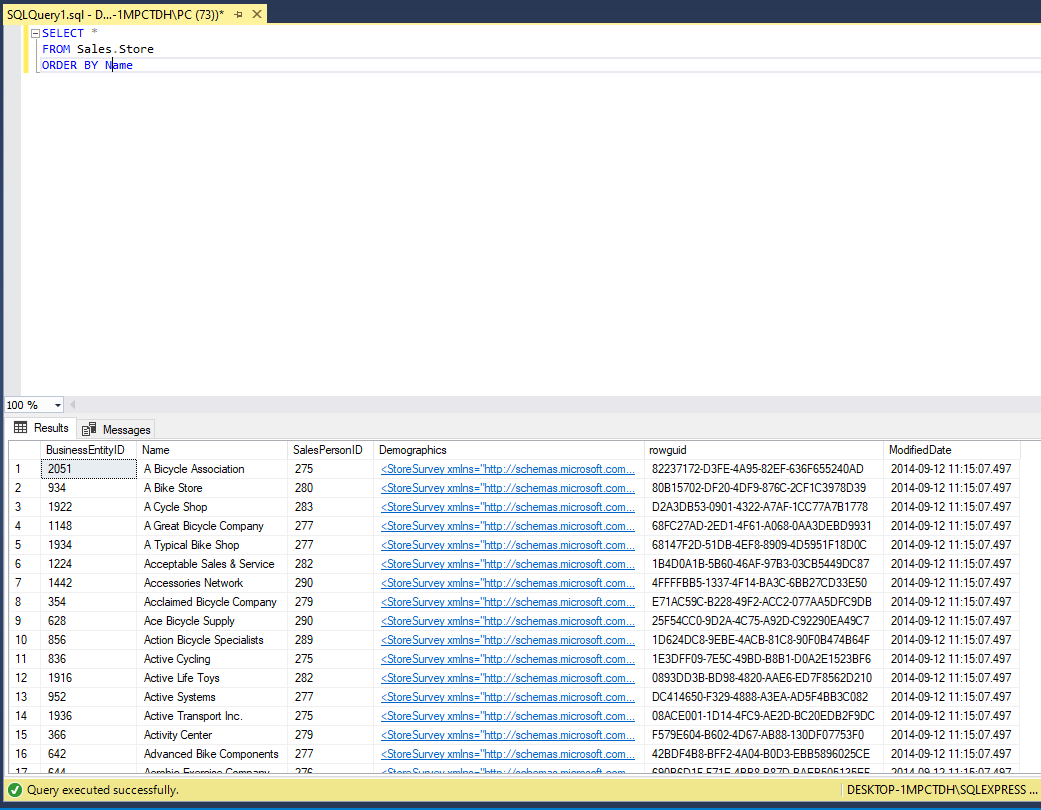 SQLQuery1.sql - D...-1MPCTDH\PC (73))*
SELECT *
FROM Sales.Store
ORDER BY Name
100 %
Results Messages
BusinessEntityID Name SalesPersonID Demographics rowguid ModifiedDate
1 2051 A Bicycle Association 275 <StoreSurvey xmlns="http://schemas.microsoft.com... 82237172-D3FE-4A95-82EF-636F655240AD 2014-09-12 11:15:07.497
2 934 A Bike Store 280 <StoreSurvey xmlns="http://schemas.microsoft.com... 80B15702-DF20-4DF9-876C-2CF1C3978D39 2014-09-12 11:15:07.497
3 1922 A Cycle Shop 283 <StoreSurvey xmlns="http://schemas.microsoft.com... D2A3DB53-0901-4322-A7AF-1CC77A7B1778 2014-09-12 11:15:07.497
4 1148 A Great Bicycle Company 277 <StoreSurvey xmlns="http://schemas.microsoft.com... 68FC27AD-2ED1-4F61-A068-0AA3DEBD9931 2014-09-12 11:15:07.497
5 1934 A Typical Bike Shop 277 <StoreSurvey xmlns="http://schemas.microsoft.com... 68147F2D-51DB-4EF8-8909-4D5951F18D0C 2014-09-12 11:15:07.497
6 1224 Acceptable Sales & Service 282 <StoreSurvey xmlns="http://schemas.microsoft.com... 1B4D0A1B-5B60-46AF-97B3-03CB5449DC87 2014-09-12 11:15:07.497
7 1442 Accessories Network 290 <StoreSurvey xmlns="http://schemas.microsoft.com... 4FFFFBB5-1337-4F14-BA3C-6BB27CD33E50 2014-09-12 11:15:07.497
8 354 Acclaimed Bicycle Company 279 <StoreSurvey xmlns="http://schemas.microsoft.com... E71AC59C-B228-49F2-ACC2-077AA5DFC9DB 2014-09-12 11:15:07.497
9 628 Ace Bicycle Supply 290 <StoreSurvey xmlns="http://schemas.microsoft.com... 25F54CC0-9D2A-4C75-A92D-C92290EA49C7 2014-09-12 11:15:07.497
10 856 Action Bicycle Specialists 289 <StoreSurvey xmlns="http://schemas.microsoft.com... 1D624DC8-9EBE-4ACB-81C8-90F0B474B64F 2014-09-12 11:15:07.497
11 836 Active Cycling 275 <StoreSurvey xmlns="http://schemas.microsoft.com... 1E3DFF09-7E5C-49BD-B8B1-D0A2E1523BF6 2014-09-12 11:15:07.497
12 1916 Active Life Toys 282 <StoreSurvey xmlns="http://schemas.microsoft.com... 0893DD3B-BD98-4820-AAE6-ED7F8562D210 2014-09-12 11:15:07.497
13 952 Active Systems 277 <StoreSurvey xmlns="http://schemas.microsoft.com... DC414650-F329-4888-A3EA-AD5F4BB3C082 2014-09-12 11:15:07.497
14 1936 Active Transport Inc. 275 <StoreSurvey xmlns="http://schemas.microsoft.com... 08ACE001-1D14-4FC9-AE2D-BC20EDB2F9DC 2014-09-12 11:15:07.497
15 366 Activity Center 279 <StoreSurvey xmlns="http://schemas.microsoft.com... F579E604-B602-4D67-AB88-130DF07753F0 2014-09-12 11:15:07.497
16 642 Advanced Bike Components 277 <StoreSurvey xmlns="http://schemas.microsoft.com... 42BDF4B8-BFF2-4A04-B0D3-EBB5896025CE 2014-09-12 11:15:07.497
17 644 Aerobic Exercise Company 276 <StoreSurvey xmlns="http://schemas.microsoft.com... 2014-09-12 11:15:07.497
Query executed successfully. DESKTOP-1MPCTDH\SQLEXPRESS ...